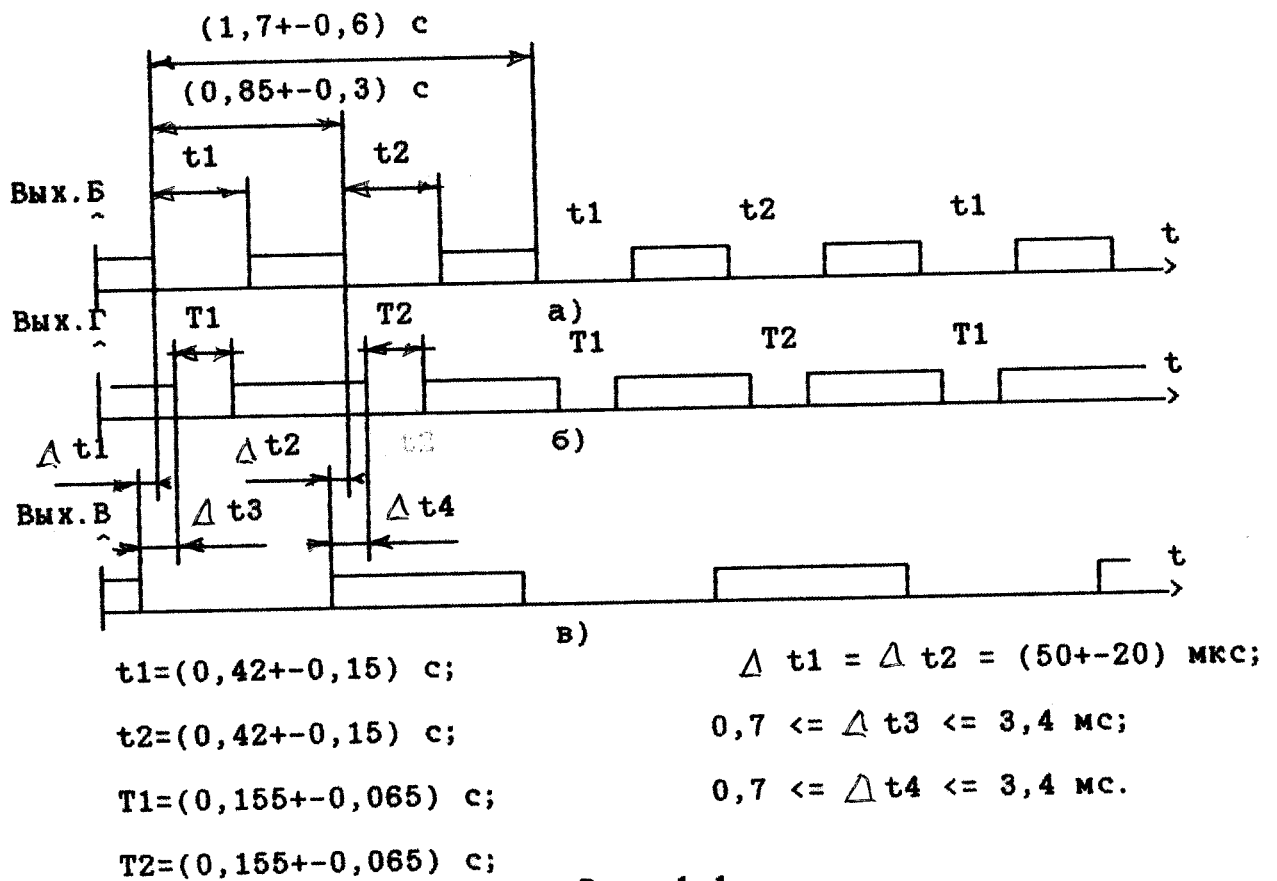 (1,7+-0,6) с
(0,85+-0,3) с
t1
t2
Вых.Б
t1
t2
t1
t
а)
Вых.Г
T1
T2
T1
T2
T1
t
б)
Δ t1
Δ t2
Вых.В
Δ t3
Δ t4
t
в)
t1=(0,42+-0,15) с;
Δ t1 = Δ t2 = (50+-20) мкс;
t2=(0,42+-0,15) с;
0,7 <= Δ t3 <= 3,4 мс;
T1=(0,155+-0,065) с;
0,7 <= Δ t4 <= 3,4 мс.
T2=(0,155+-0,065) с;